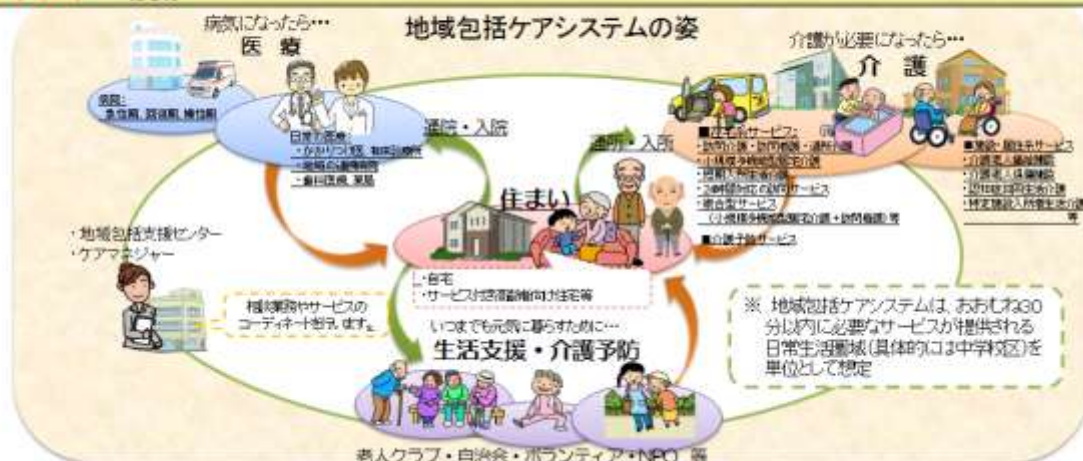 地域包括ケアシステムの姿
病気になったら…
医 療
介護が必要になったら…
介 護
病院:
急性期、回復期、慢性期
日常の医療:
・かかりつけ医、有床診療所
・地域の連携病院
・歯科医療、薬局
通院・入院
通所・入所
■在宅系サービス:
・訪問介護・訪問看護・通所介護
・小規模多機能型居宅介護
・短期入所生活介護
・24時間対応の訪問サービス
・複合型サービス
(小規模多機能型居宅介護+訪問看護)等
■介護予防サービス
■施設・居住系サービス
・介護老人福祉施設
・介護老人保健施設
・認知症共同生活介護
・特定施設入所者生活介護
等
住まい
・自宅
・サービス付き高齢者向け住宅等
・地域包括支援センター
・ケアマネジャー
相談業務やサービスの
コーディネートを行います。
いつまでも元気に暮らすために…
生活支援・介護予防
※ 地域包括ケアシステムは、おおむね30
分以内に必要なサービスが提供される
日常生活圏域(具体的には中学校区)を
単位として想定
老人クラブ・自治会・ボランティア・NPO 等